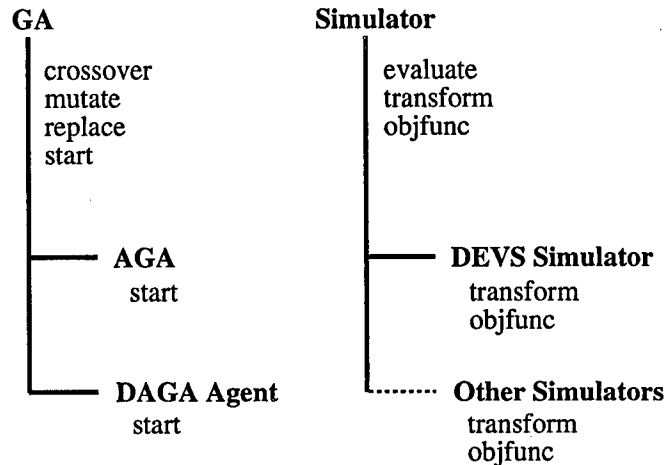 GA
crossover
mutate
replace
start
AGA
start
DAGA Agent
start
Simulator
evaluate
transform
objfunc
DEVS Simulator
transform
objfunc
Other Simulators
transform
objfunc